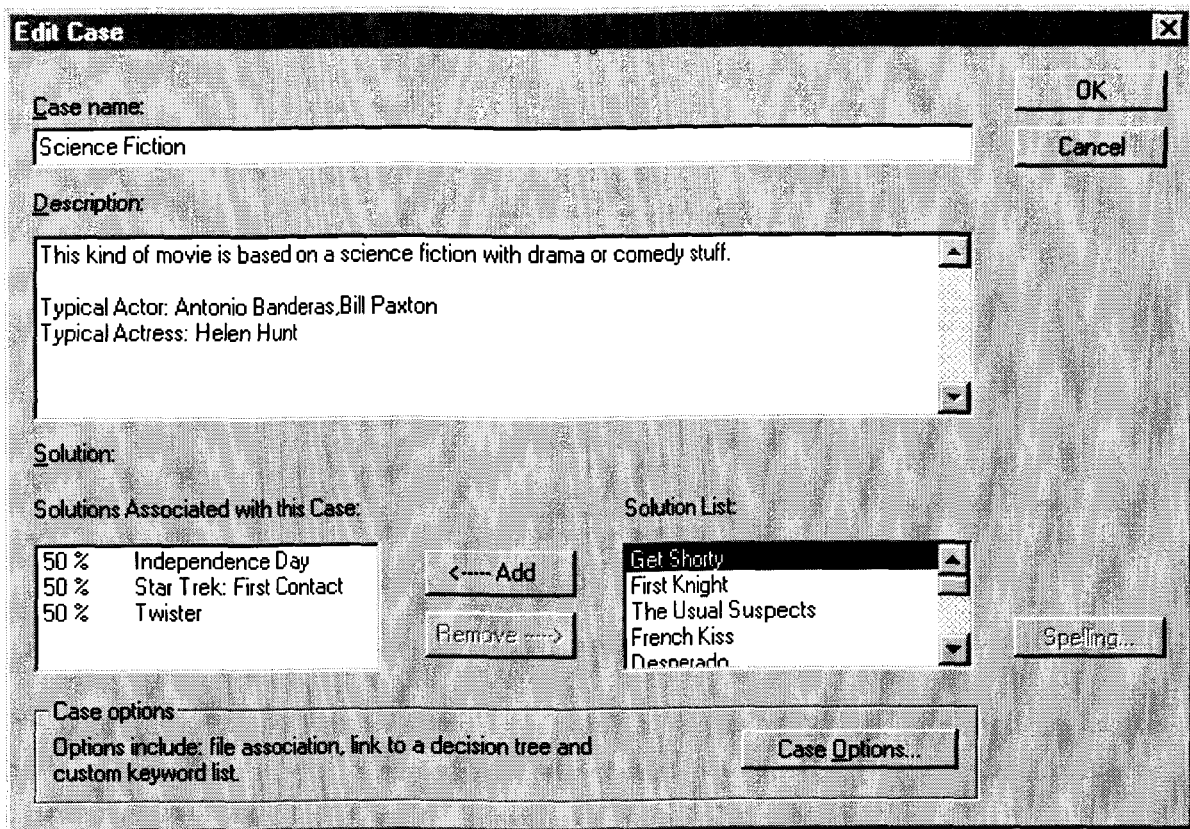 Edit Case
OK
Case name:
Science Fiction
Cancel
Description:
This kind of movie is based on a science fiction with drama or comedy stuff.
Typical Actor: Antonio Banderas,Bill Paxton
Typical Actress: Helen Hunt
Solution:
Solutions Associated with this Case:
Solution List:
50 % Independence Day
50 % Star Trek: First Contact
50 % Twister
<---- Add
Remove ---->
Get Shorty
First Knight
The Usual Suspects
French Kiss
Desperado
Spelling...
Case options
Options include: file association, link to a decision tree and
custom keyword list.
Case Options...